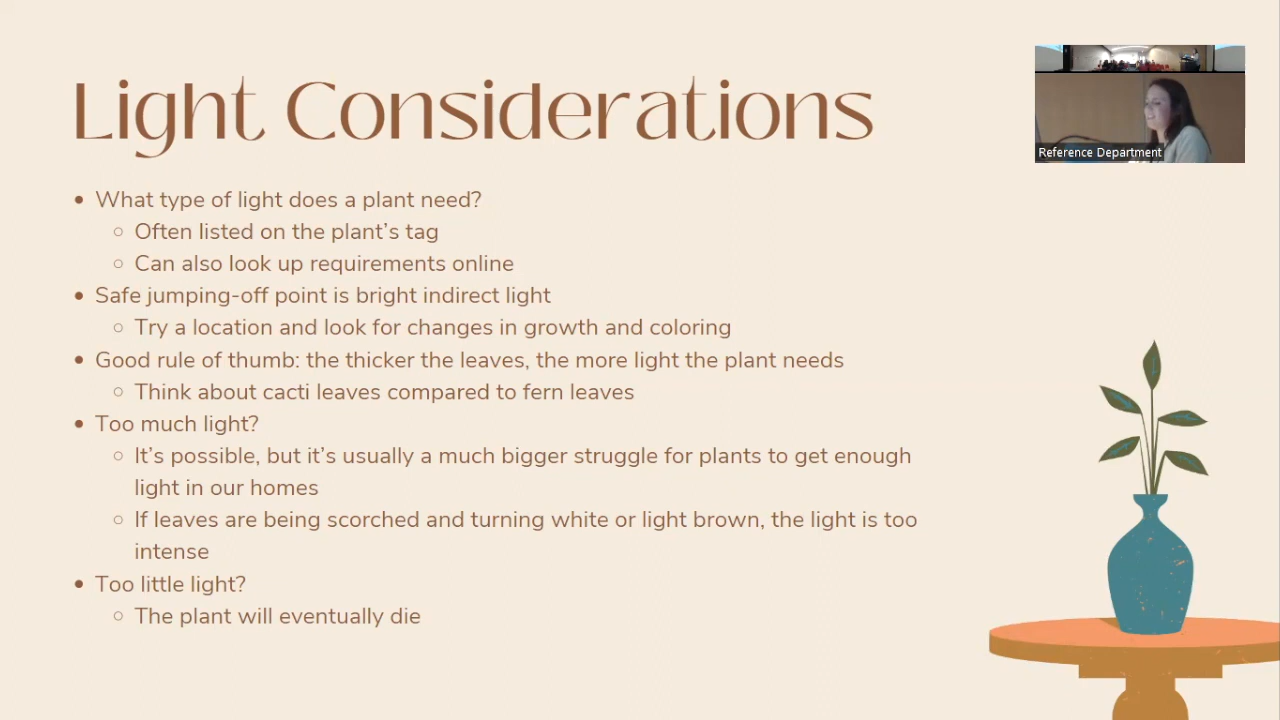 Light Considerations
Reference Department
• What type of light does a plant need?
○ Often listed on the plant’s tag
○ Can also look up requirements online
• Safe jumping-off point is bright indirect light
○ Try a location and look for changes in growth and coloring
• Good rule of thumb: the thicker the leaves, the more light the plant needs
○ Think about cacti leaves compared to fern leaves
• Too much light?
○ It’s possible, but it’s usually a much bigger struggle for plants to get enough
light in our homes
○ If leaves are being scorched and turning white or light brown, the light is too
intense
• Too little light?
○ The plant will eventually die